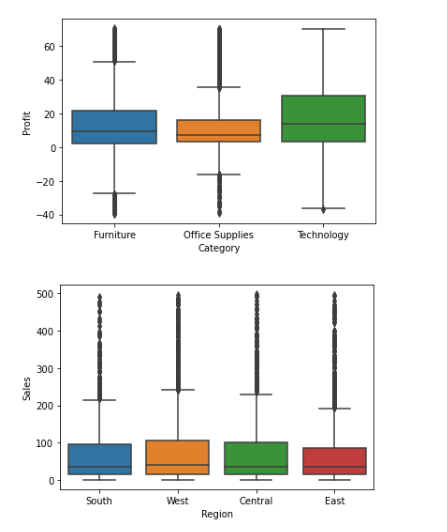 Profit
60
40
20
0
−20
−40
Furniture Office Supplies Technology
Category
Sales
500
400
300
200
100
0
South West Central East
Region